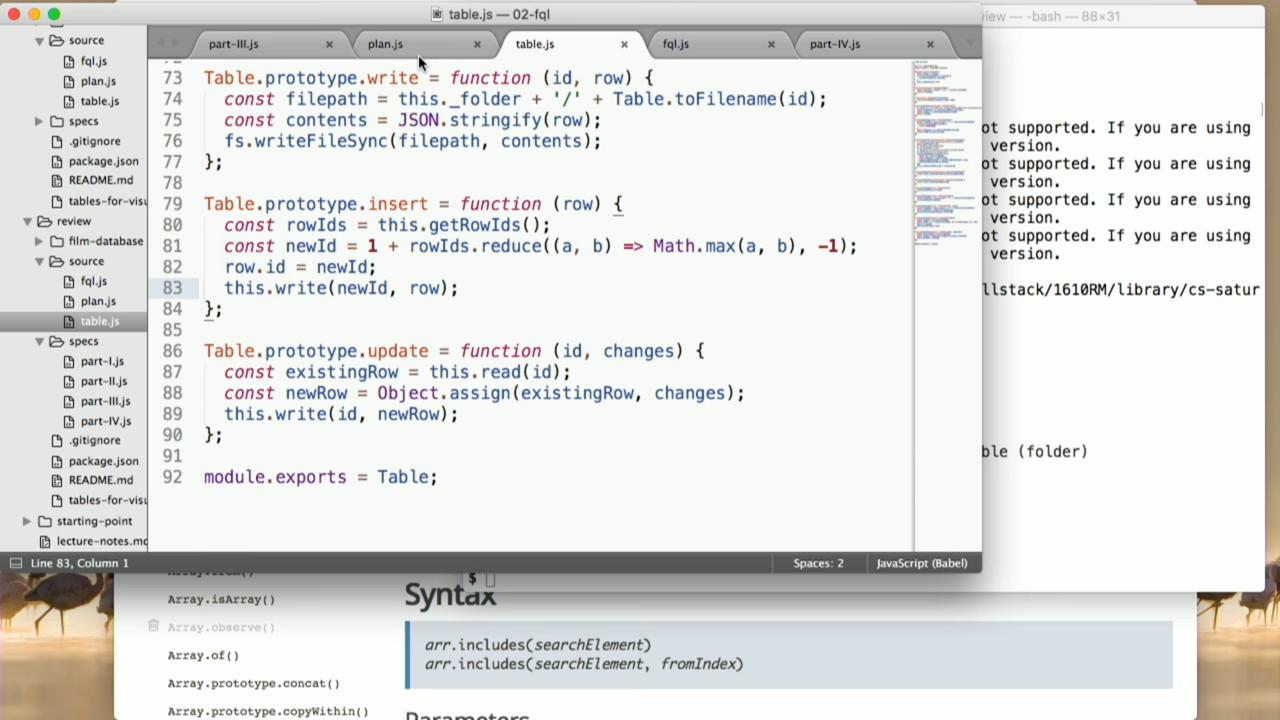 table.js — 02-fql
view — -bash — 88×31
source
fql.js
plan.js
table.js
specs
.gitignore
package.json
README.md
tables-for-visu
review
film-database
source
fql.js
plan.js
table.js
specs
part-I.js
part-II.js
part-III.js
part-IV.js
.gitignore
package.json
README.md
tables-for-visu
starting-point
lecture-notes.md
part-III.js
plan.js
table.js
fql.js
part-IV.js
73 Table.prototype.write = function (id, row) {
74 const filepath = this._folder + '/' + Table.toFilename(id);
75 const contents = JSON.stringify(row);
76 fs.writeFileSync(filepath, contents);
77 };
78
79 Table.prototype.insert = function (row) {
80 const rowIds = this.getRowIds();
81 const newId = 1 + rowIds.reduce((a, b) => Math.max(a, b), -1);
82 row.id = newId;
83 this.write(newId, row);
84 };
85
86 Table.prototype.update = function (id, changes) {
87 const existingRow = this.read(id);
88 const newRow = Object.assign(existingRow, changes);
89 this.write(id, newRow);
90 };
91
92 module.exports = Table;
Line 83, Column 1
Spaces: 2
JavaScript (Babel)
ot supported. If you are using
version.
ot supported. If you are using
version.
ot supported. If you are using
version.
ot supported. If you are using
version.
llstack/1610RM/library/cs-satur
ble (folder)
$
Array.isArray()
Array.observe()
Array.of()
Array.prototype.concat()
Array.prototype.copyWithin()
Syntax
arr.includes(searchElement)
arr.includes(searchElement, fromIndex)
Parameters